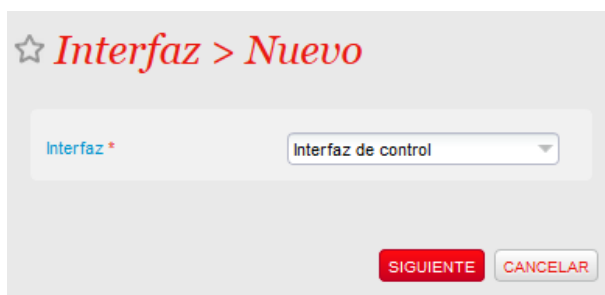 Interfaz > Nuevo
Interfaz * Interfaz de control
SIGUIENTE CANCELAR